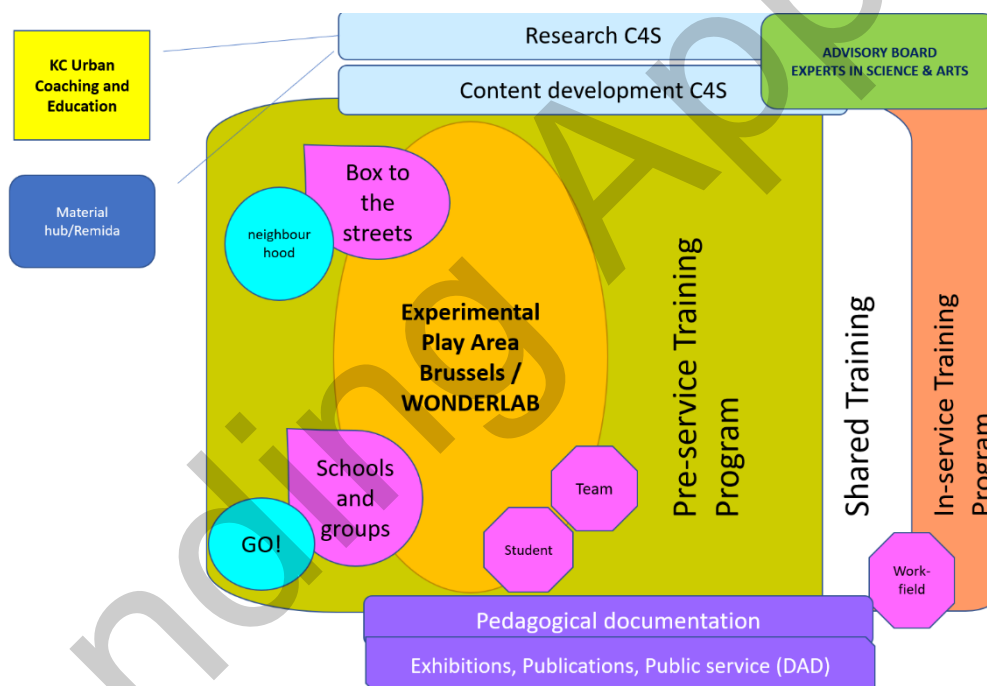 Research C4S
ADVISORY BOARD
EXPERTS IN SCIENCE & ARTS
KC Urban
Coaching and
Education
Content development C4S
Material
hub/Remida
Box to
the
streets
neighbour
hood
Experimental
Play Area
Brussels /
WONDERLAB
Pre-service Training
Program
Shared Training
In-service Training
Program
Schools
and
groups
GO!
Team
Student
Work-
field
Pedagogical documentation
Exhibitions, Publications, Public service (DAD)
nding App